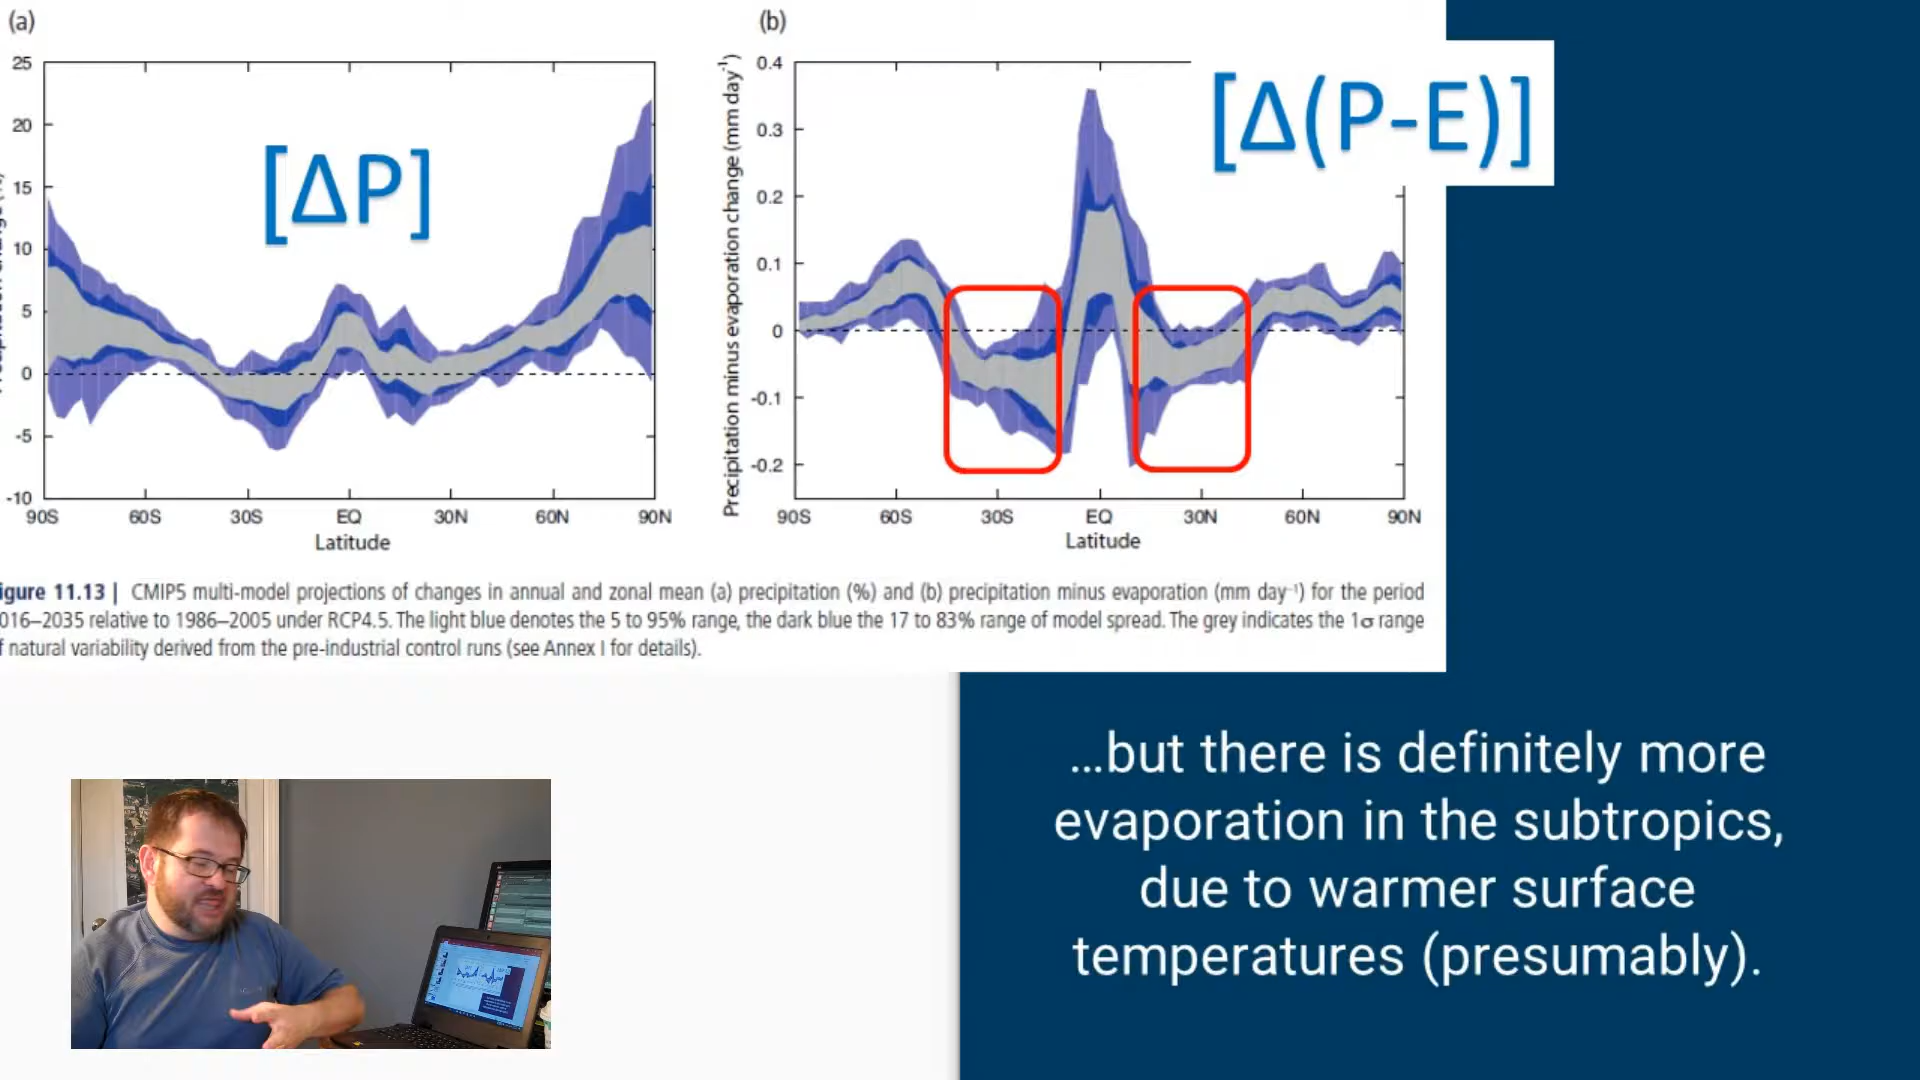 (a)
(b)
25
20
15
10
5
0
-5
-10
[ΔP]
90S 60S 30S EQ 30N 60N 90N
Latitude
Precipitation minus evaporation change (mm day⁻¹)
0.4
0.3
0.2
0.1
0
-0.1
-0.2
[Δ(P-E)]
90S 60S 30S EQ 30N 60N 90N
Latitude
igure 11.13 | CMIP5 multi-model projections of changes in annual and zonal mean (a) precipitation (%) and (b) precipitation minus evaporation (mm day⁻¹) for the period
016–2035 relative to 1986–2005 under RCP4.5. The light blue denotes the 5 to 95% range, the dark blue the 17 to 83% range of model spread. The grey indicates the 1σ range
f natural variability derived from the pre-industrial control runs (see Annex I for details).
...but there is definitely more
evaporation in the subtropics,
due to warmer surface
temperatures (presumably).